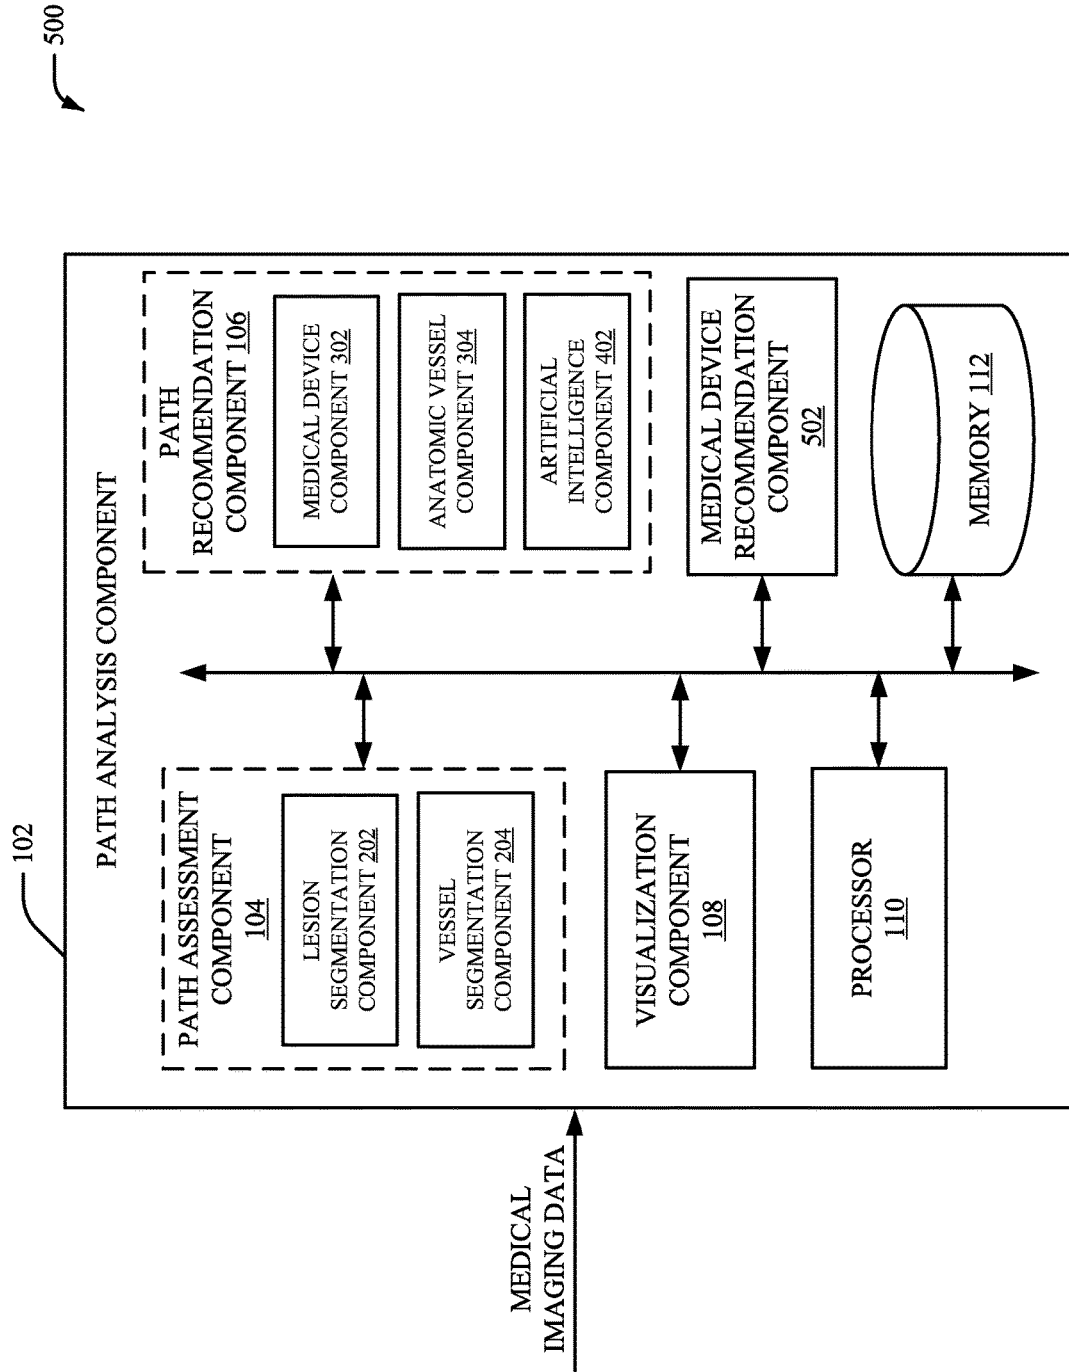 500
102
PATH ANALYSIS COMPONENT
PATH ASSESSMENT
COMPONENT
104
LESION
SEGMENTATION
COMPONENT 202
VESSEL
SEGMENTATION
COMPONENT 204
PATH
RECOMMENDATION
COMPONENT 106
MEDICAL DEVICE
COMPONENT 302
ANATOMIC VESSEL
COMPONENT 304
ARTIFICIAL
INTELLIGENCE
COMPONENT 402
MEDICAL
IMAGING DATA
VISUALIZATION
COMPONENT
108
MEDICAL DEVICE
RECOMMENDATION
COMPONENT
502
PROCESSOR
110
MEMORY 112